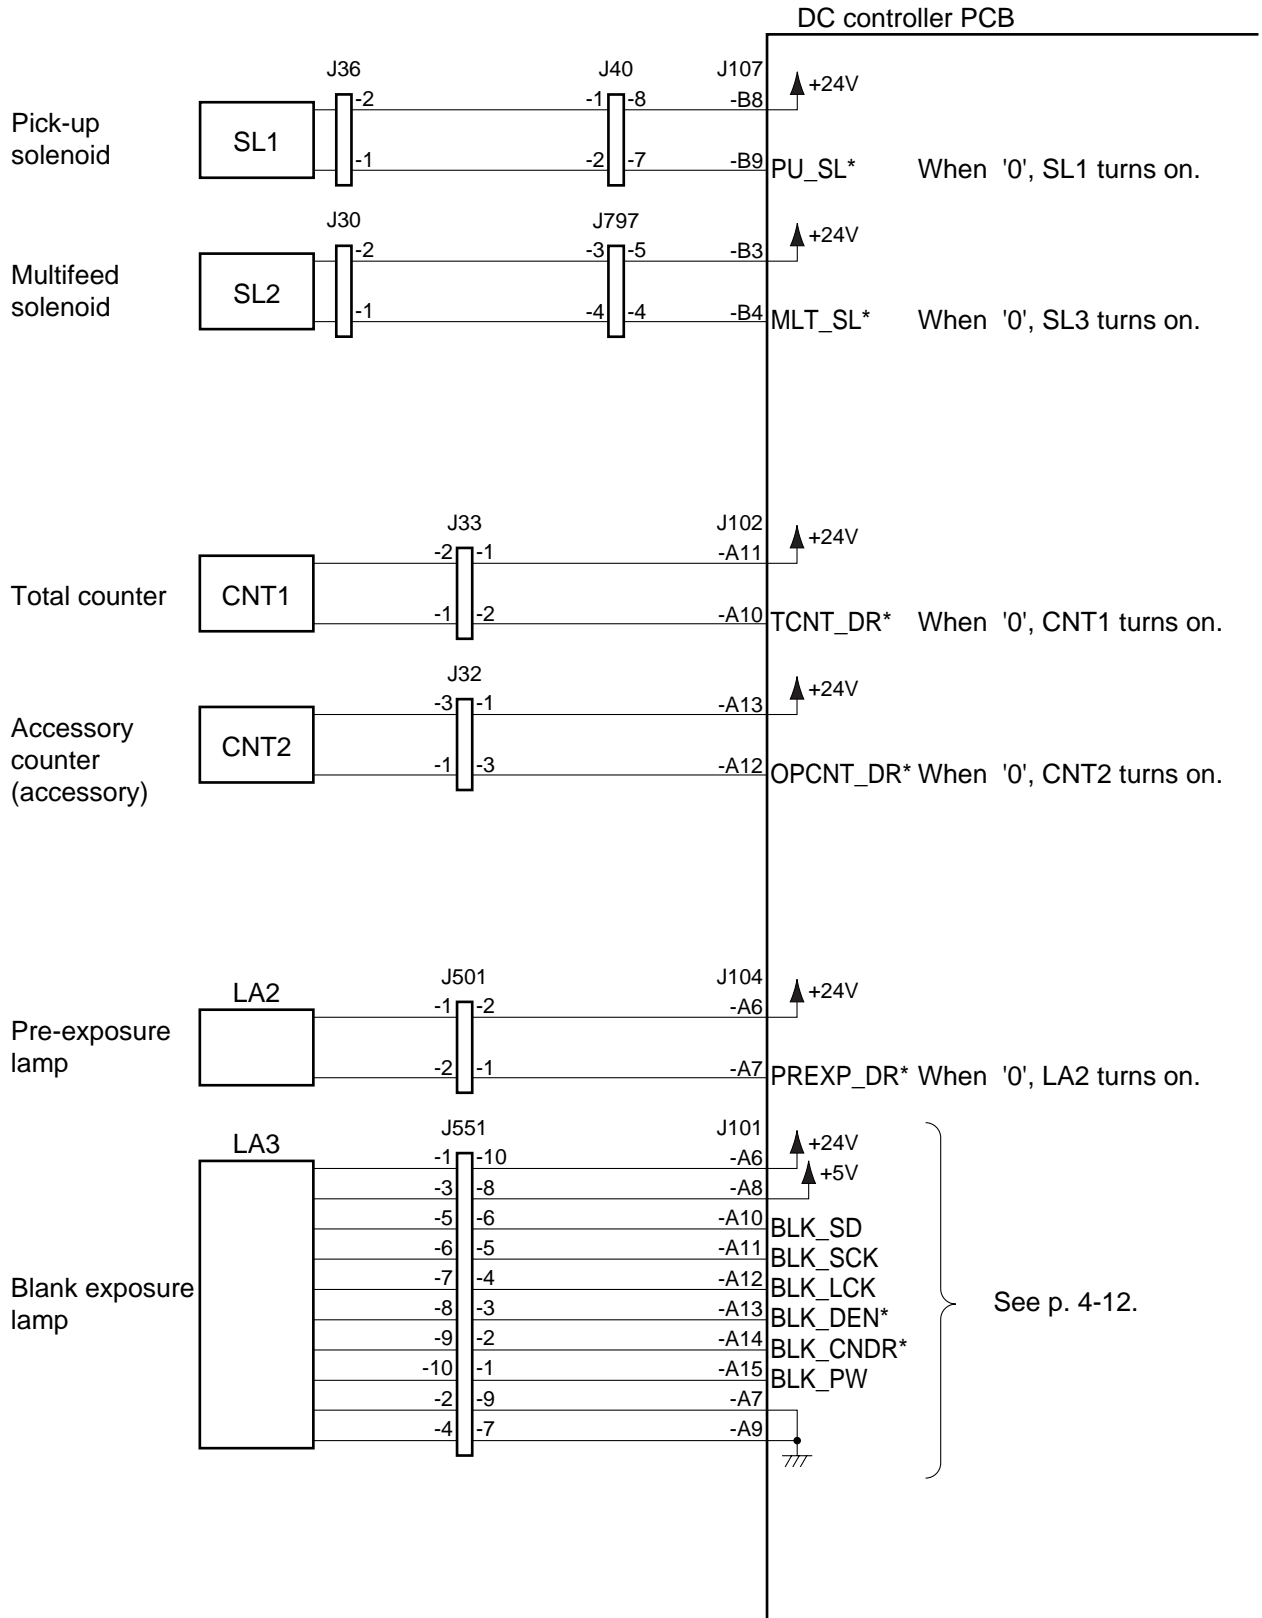 DC controller PCB
J36 J40 J107
-2 -1 -8 -B8 +24V
Pick-up
solenoid
SL1
-1 -2 -7 -B9 PU_SL* When '0', SL1 turns on.
J30 J797
-2 -3 -5 -B3 +24V
Multifeed
solenoid
SL2
-1 -4 -4 -B4 MLT_SL* When '0', SL3 turns on.
J33 J102
-2 -1 -A11 +24V
Total counter CNT1
-1 -2 -A10 TCNT_DR* When '0', CNT1 turns on.
J32
-3 -1 -A13 +24V
Accessory
counter
(accessory)
CNT2
-1 -3 -A12 OPCNT_DR* When '0', CNT2 turns on.
LA2 J501 J104
-1 -2 -A6 +24V
Pre-exposure
lamp
-2 -1 -A7 PREXP_DR* When '0', LA2 turns on.
LA3 J551 J101
-1 -10 -A6 +24V
-3 -8 -A8 +5V
-5 -6 -A10 BLK_SD
-6 -5 -A11 BLK_SCK
Blank exposure
lamp
-7 -4 -A12 BLK_LCK
-8 -3 -A13 BLK_DEN*
See p. 4-12.
-9 -2 -A14 BLK_CNDR*
-10 -1 -A15 BLK_PW
-2 -9 -A7
-4 -7 -A9